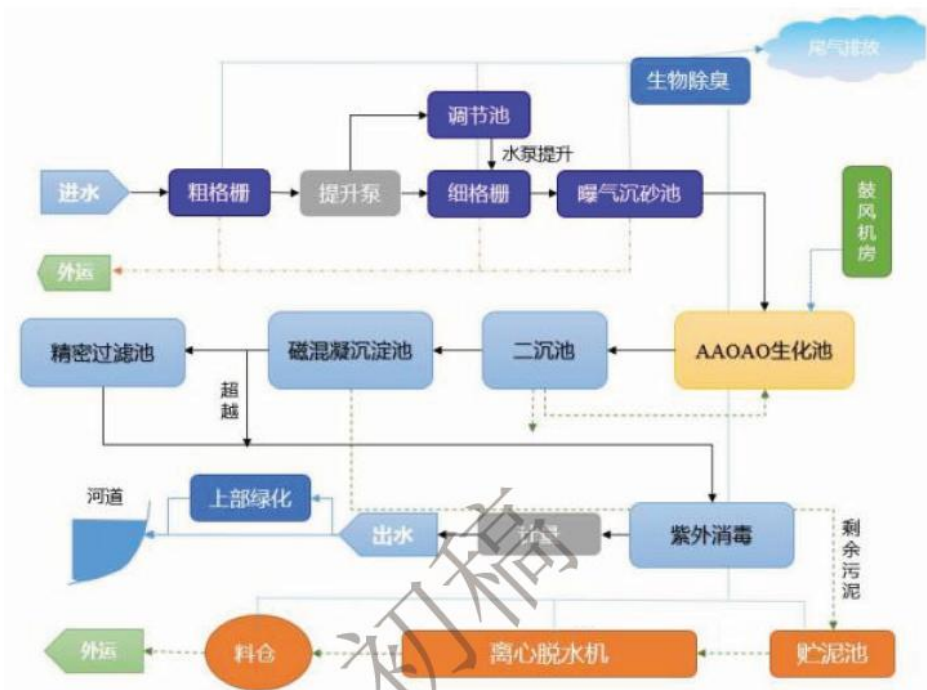 尾气排放
生物除臭
调节池
水泵提升
进水
粗格栅
提升泵
细格栅
曝气沉砂池
鼓风机房
外运
精密过滤池
磁混凝沉淀池
二沉池
AAOAO生化池
超越
河道
上部绿化
出水
紫外消毒
剩余污泥
外运
料仓
离心脱水机
贮泥池
初稿